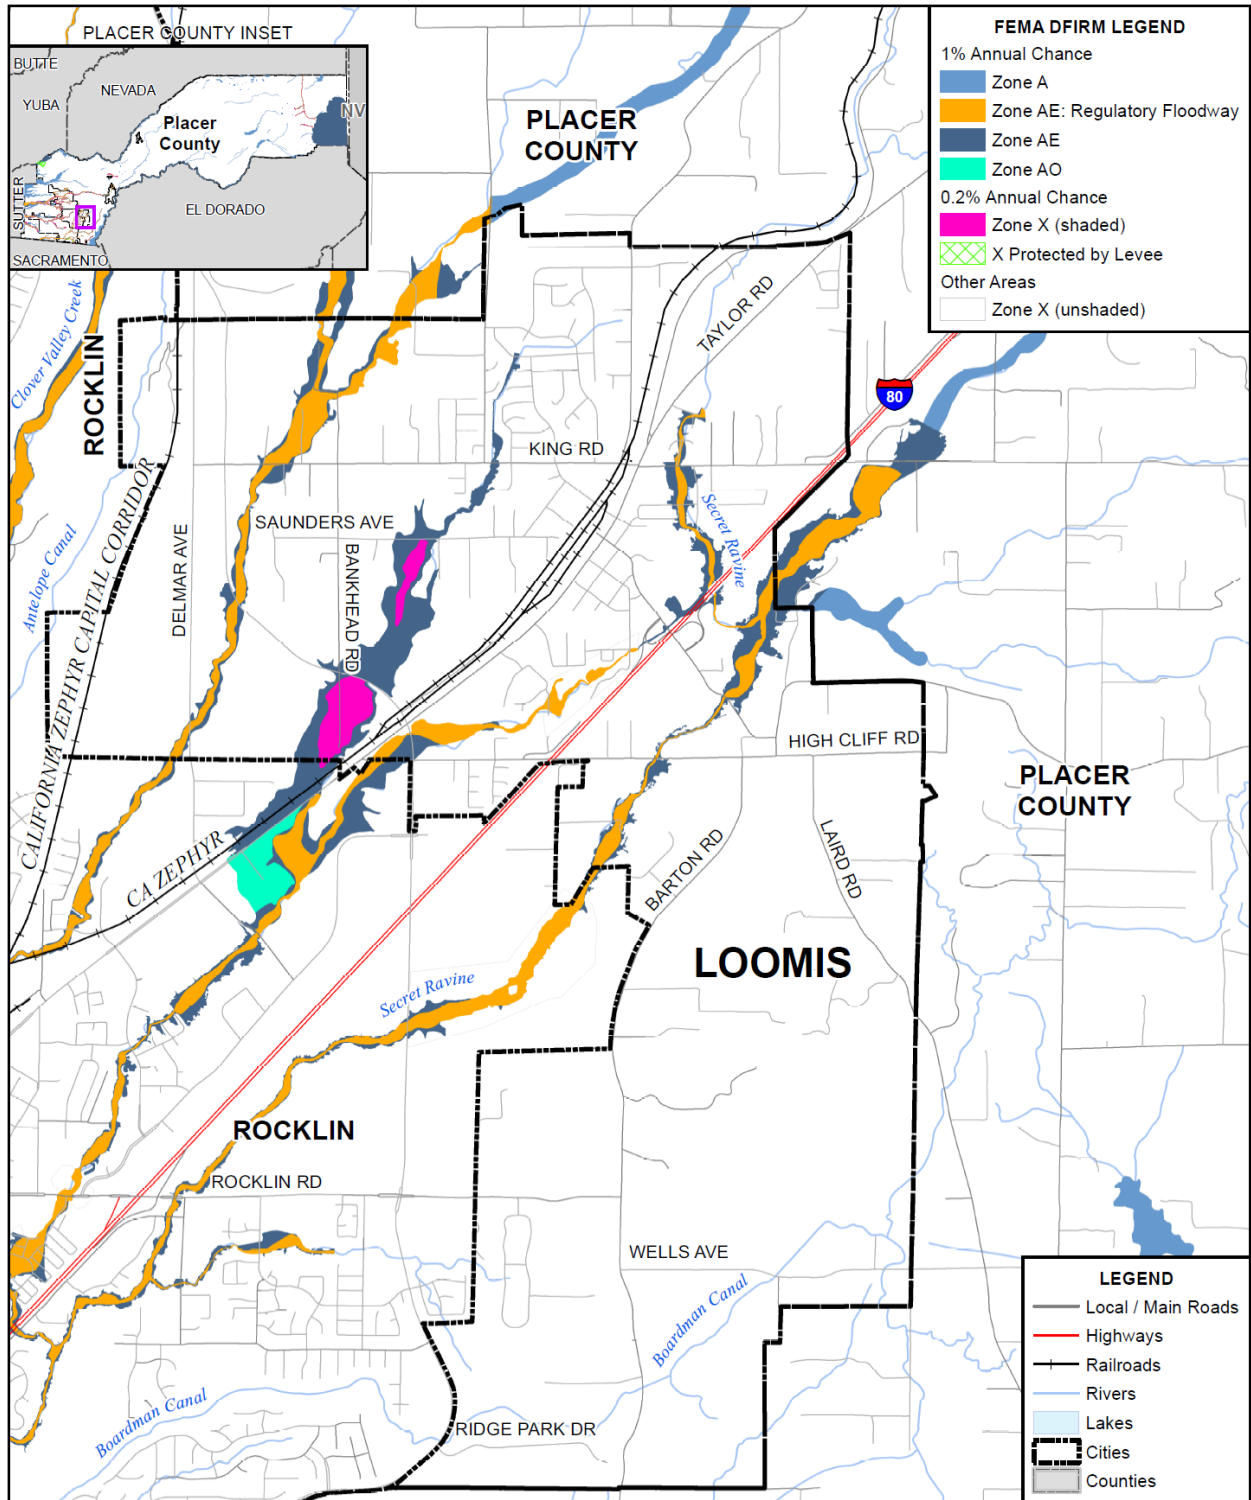 PLACER COUNTY INSET
BUTTE
YUBA
NEVADA
Placer
County
NV
SUTTER
EL DORADO
SACRAMENTO
FEMA DFIRM LEGEND
1% Annual Chance
Zone A
Zone AE: Regulatory Floodway
Zone AE
Zone AO
0.2% Annual Chance
Zone X (shaded)
X Protected by Levee
Other Areas
Zone X (unshaded)
PLACER
COUNTY
TAYLOR RD
80
Clover Valley Creek
ROCKLIN
KING RD
Secret Ravine
SAUNDERS AVE
BANKHEAD RD
DELMAR AVE
Antelope Canal
CALIFORNIA ZEPHYR CAPITAL CORRIDOR
HIGH CLIFF RD
PLACER
COUNTY
CA ZEPHYR
BARTON RD
LAIRD RD
LOOMIS
Secret Ravine
ROCKLIN
ROCKLIN RD
WELLS AVE
Boardman Canal
Boardman Canal
RIDGE PARK DR
LEGEND
Local / Main Roads
Highways
Railroads
Rivers
Lakes
Cities
Counties